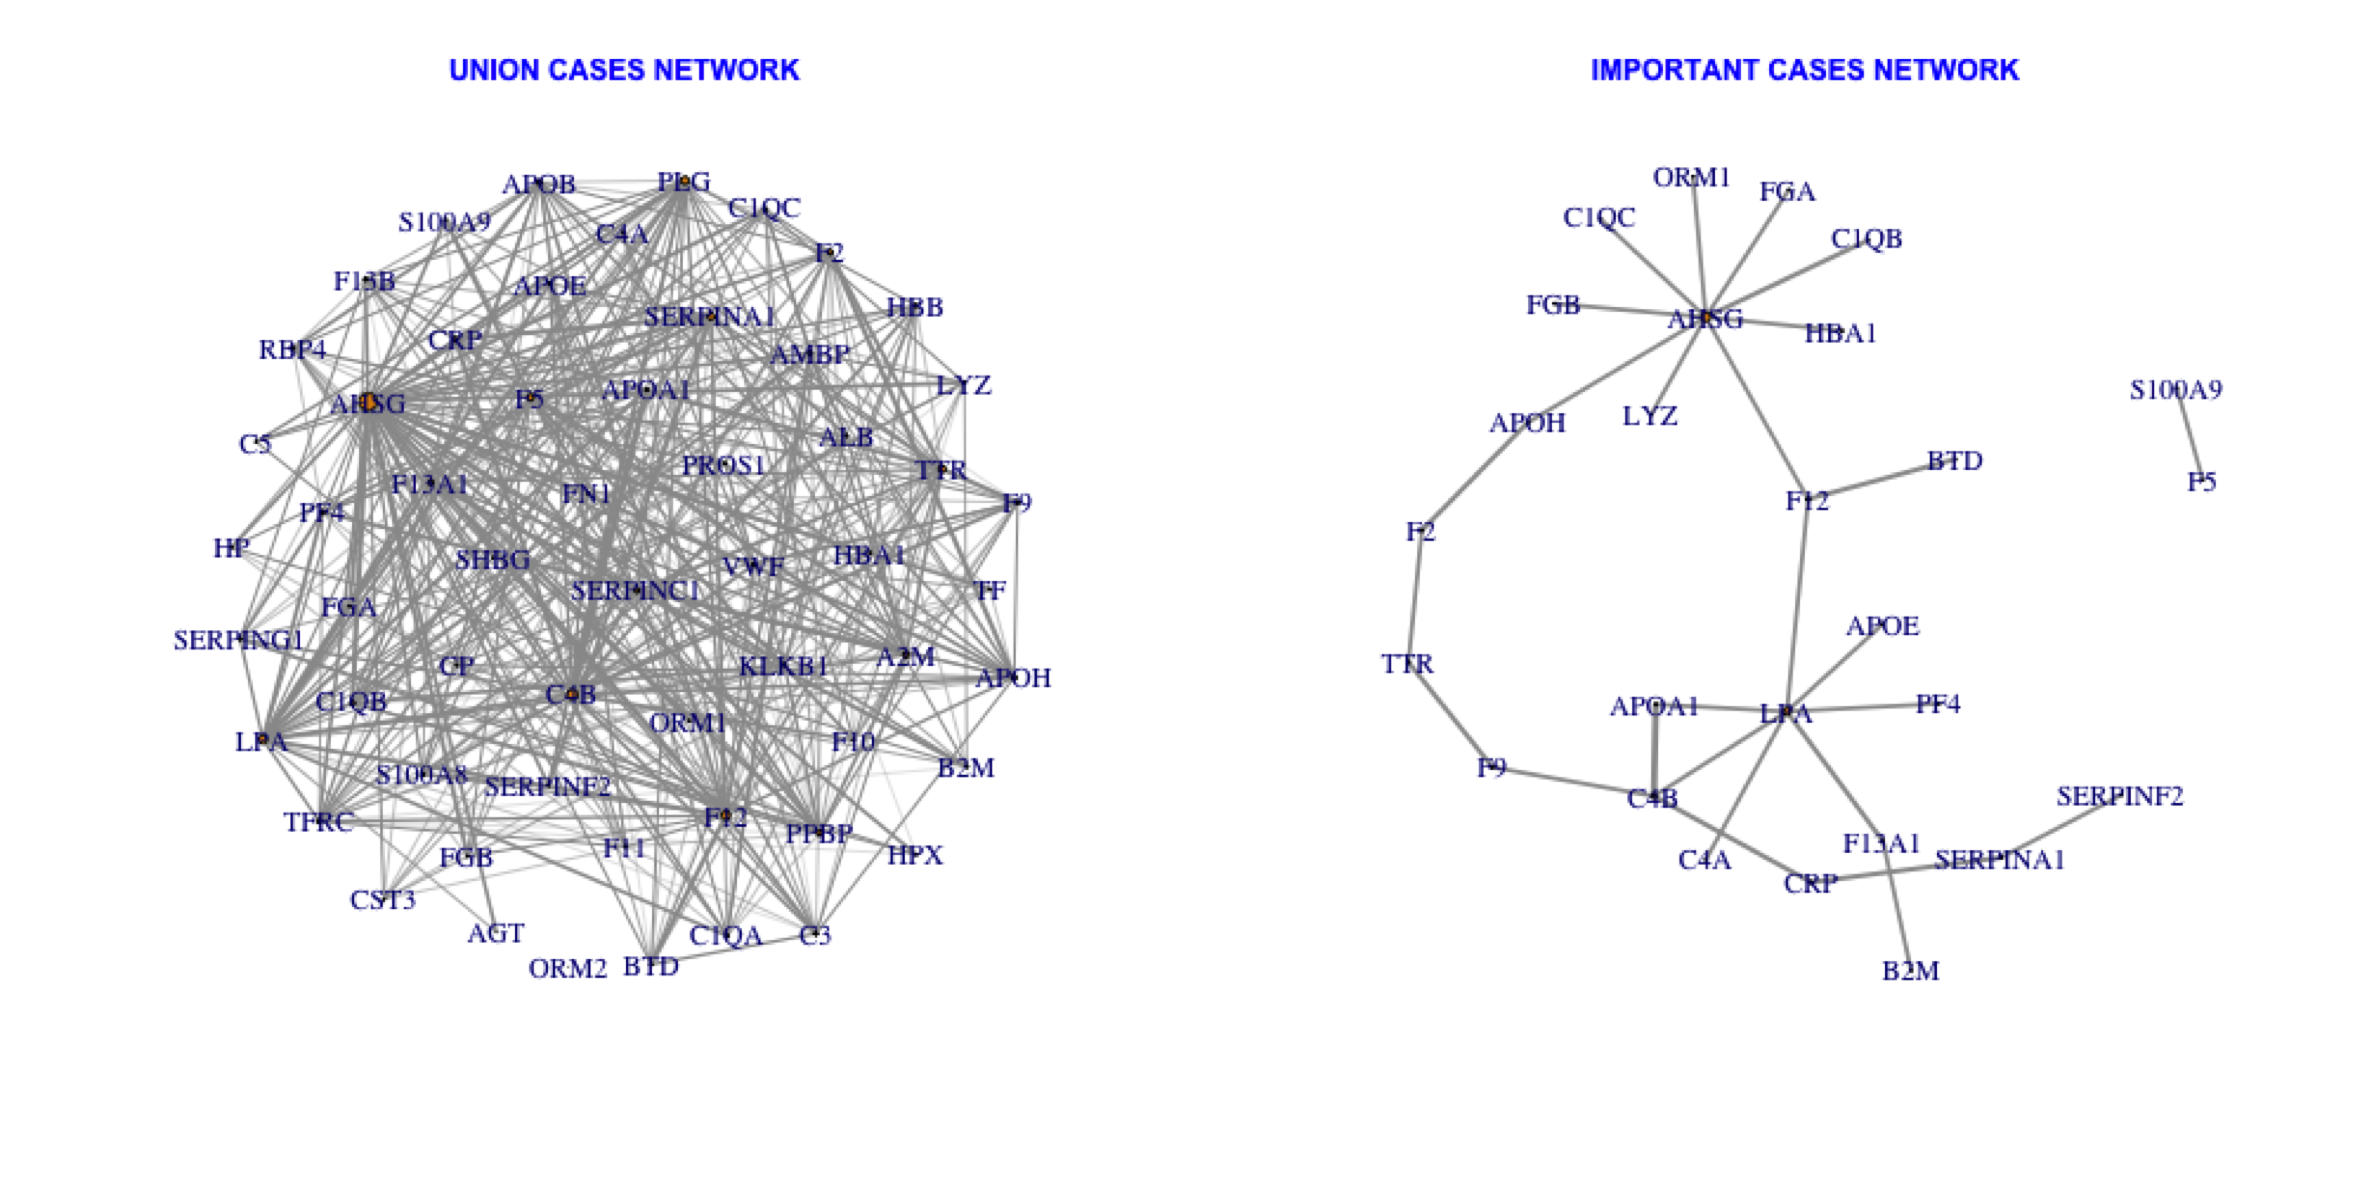 UNION CASES NETWORK
APOB
PLG
C1QC
S100A9
C4A
F2
F13B
APOE
HBB
SERPINA1
CRP
RBP4
AMBP
LYZ
APOA1
F5
AHSG
ALB
C5
PROS1
TTR
F13A1
FN1
F9
PF4
HP
HBA1
SHBG
VWF
SERPINC1
TF
FGA
SERPING1
A2M
CP
KLKB1
APOH
C4B
C1QB
ORM1
LPA
F10
B2M
S100A8
SERPINF2
F12
TFRC
PPBP
F11
HPX
FGB
CST3
AGT
C1QA
C3
ORM2
BTD
IMPORTANT CASES NETWORK
ORM1
FGA
C1QC
C1QB
FGB
AHSG
HBA1
S100A9
LYZ
APOH
BTD
F5
F12
F2
APOE
TTR
APOA1
PF4
LPA
F9
C4B
SERPINF2
F13A1
C4A
SERPINA1
CRP
B2M